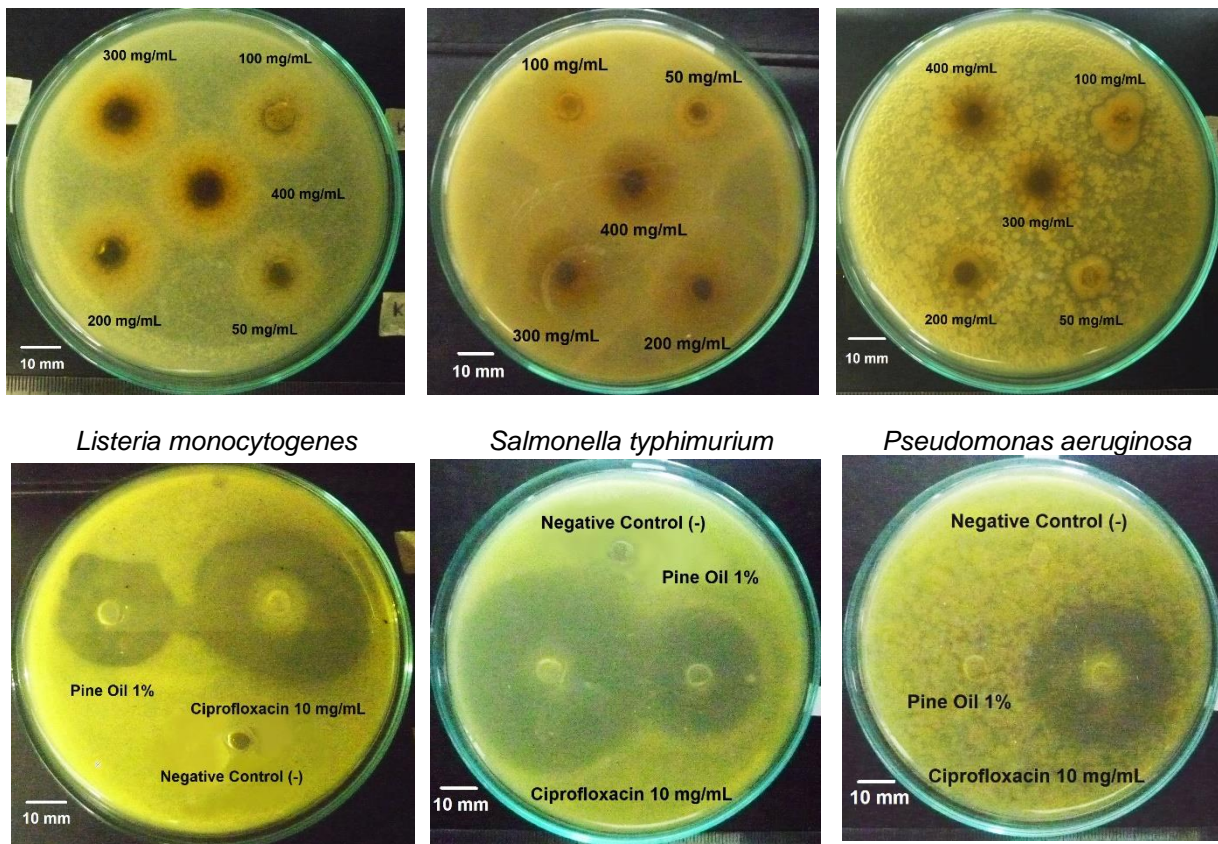 300 mg/mL
100 mg/mL
400 mg/mL
200 mg/mL
50 mg/mL
10 mm
100 mg/mL
50 mg/mL
400 mg/mL
300 mg/mL
200 mg/mL
10 mm
400 mg/mL
100 mg/mL
300 mg/mL
200 mg/mL
50 mg/mL
10 mm
Listeria monocytogenes
Salmonella typhimurium
Pseudomonas aeruginosa
Pine Oil 1%
Ciprofloxacin 10 mg/mL
Negative Control (-)
10 mm
Negative Control (-)
Pine Oil 1%
Ciprofloxacin 10 mg/mL
10 mm
Negative Control (-)
Pine Oil 1%
Ciprofloxacin 10 mg/mL
10 mm